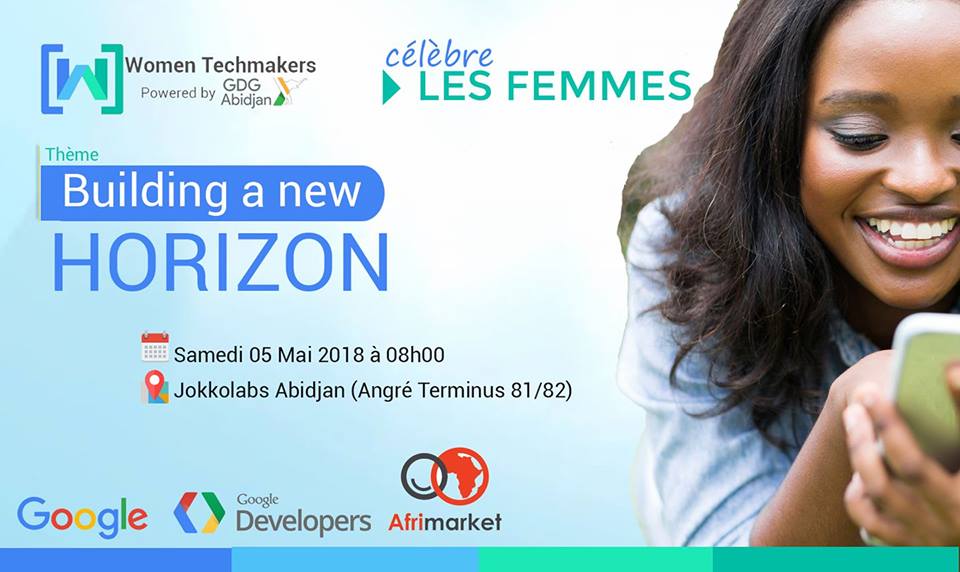 Women Techmakers
Powered by GDG Abidjan
célèbre
LES FEMMES
Thème
Building a new
HORIZON
Samedi 05 Mai 2018 à 08h00
Jokkolabs Abidjan (Angré Terminus 81/82)
Google
Google Developers
Afrimarket